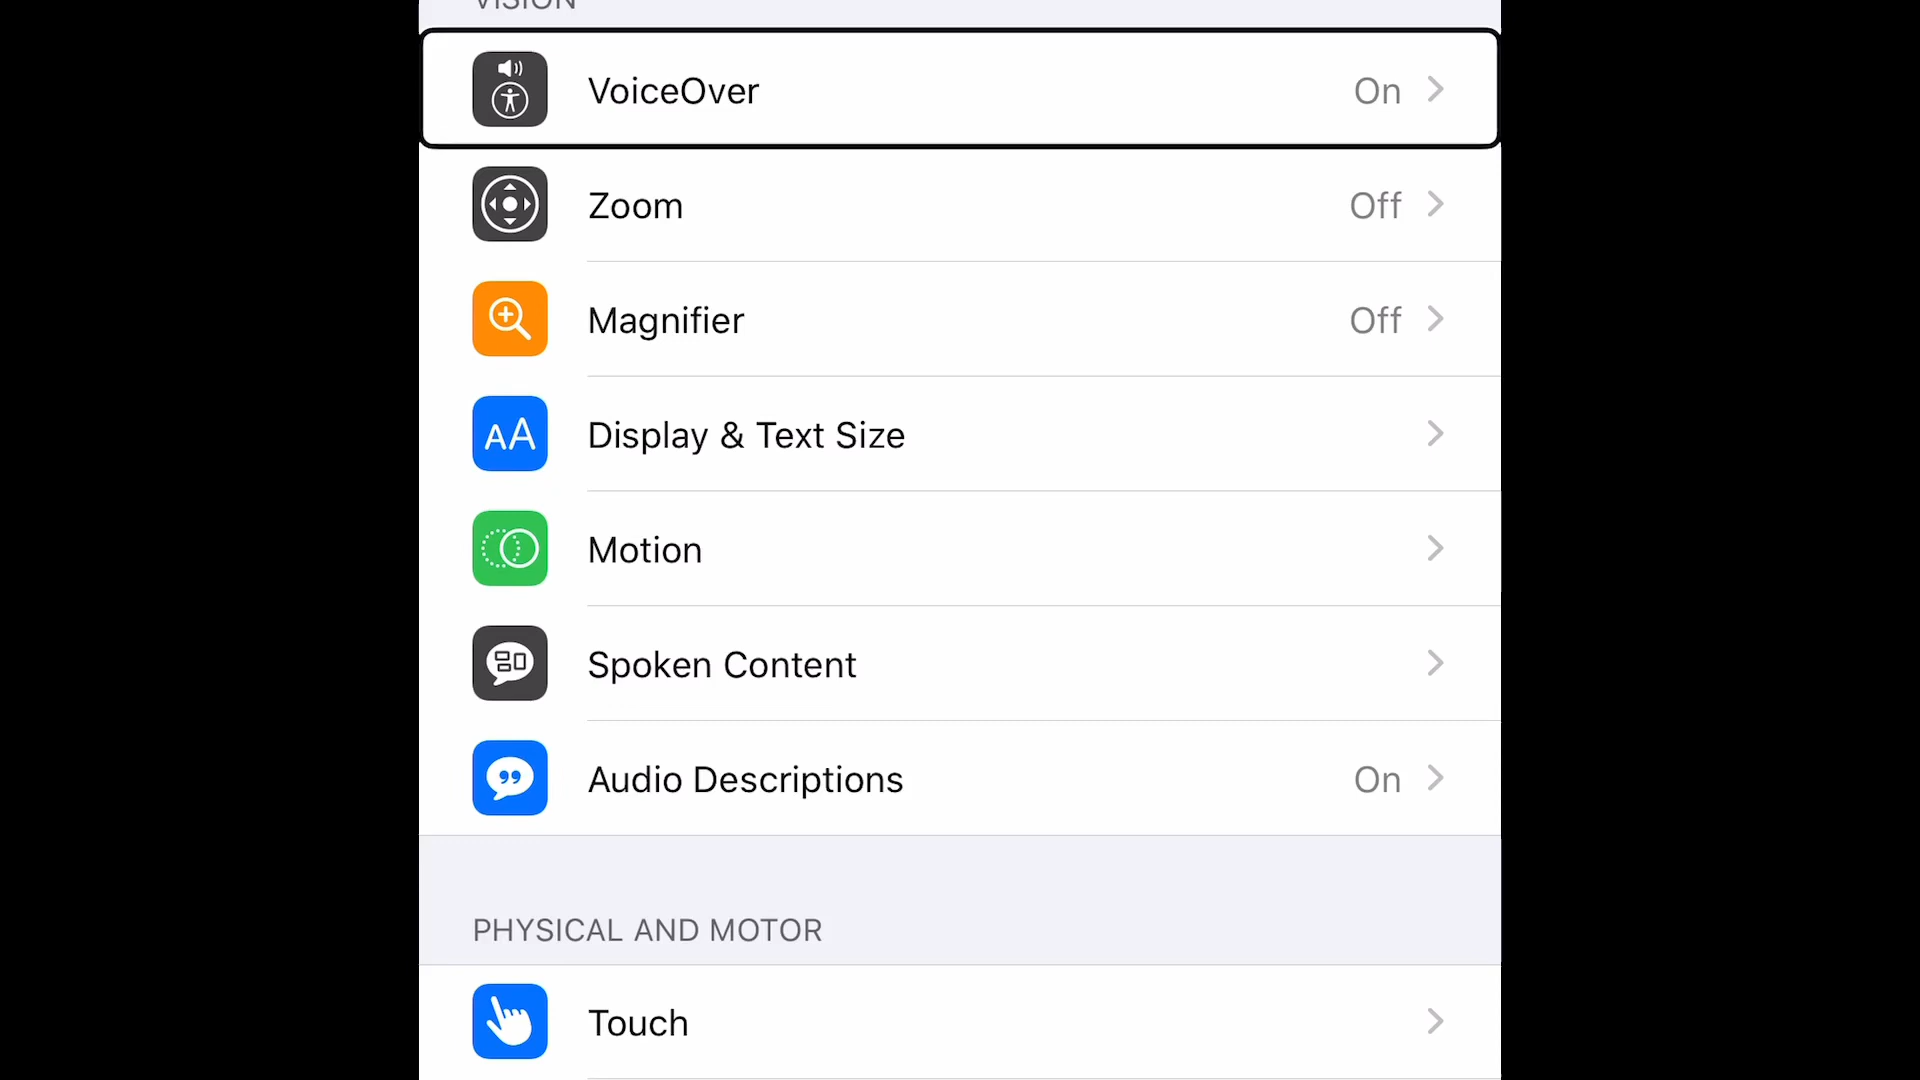 VISION
VoiceOver On
Zoom Off
Magnifier Off
AA Display & Text Size
Motion
Spoken Content
Audio Descriptions On
PHYSICAL AND MOTOR
Touch